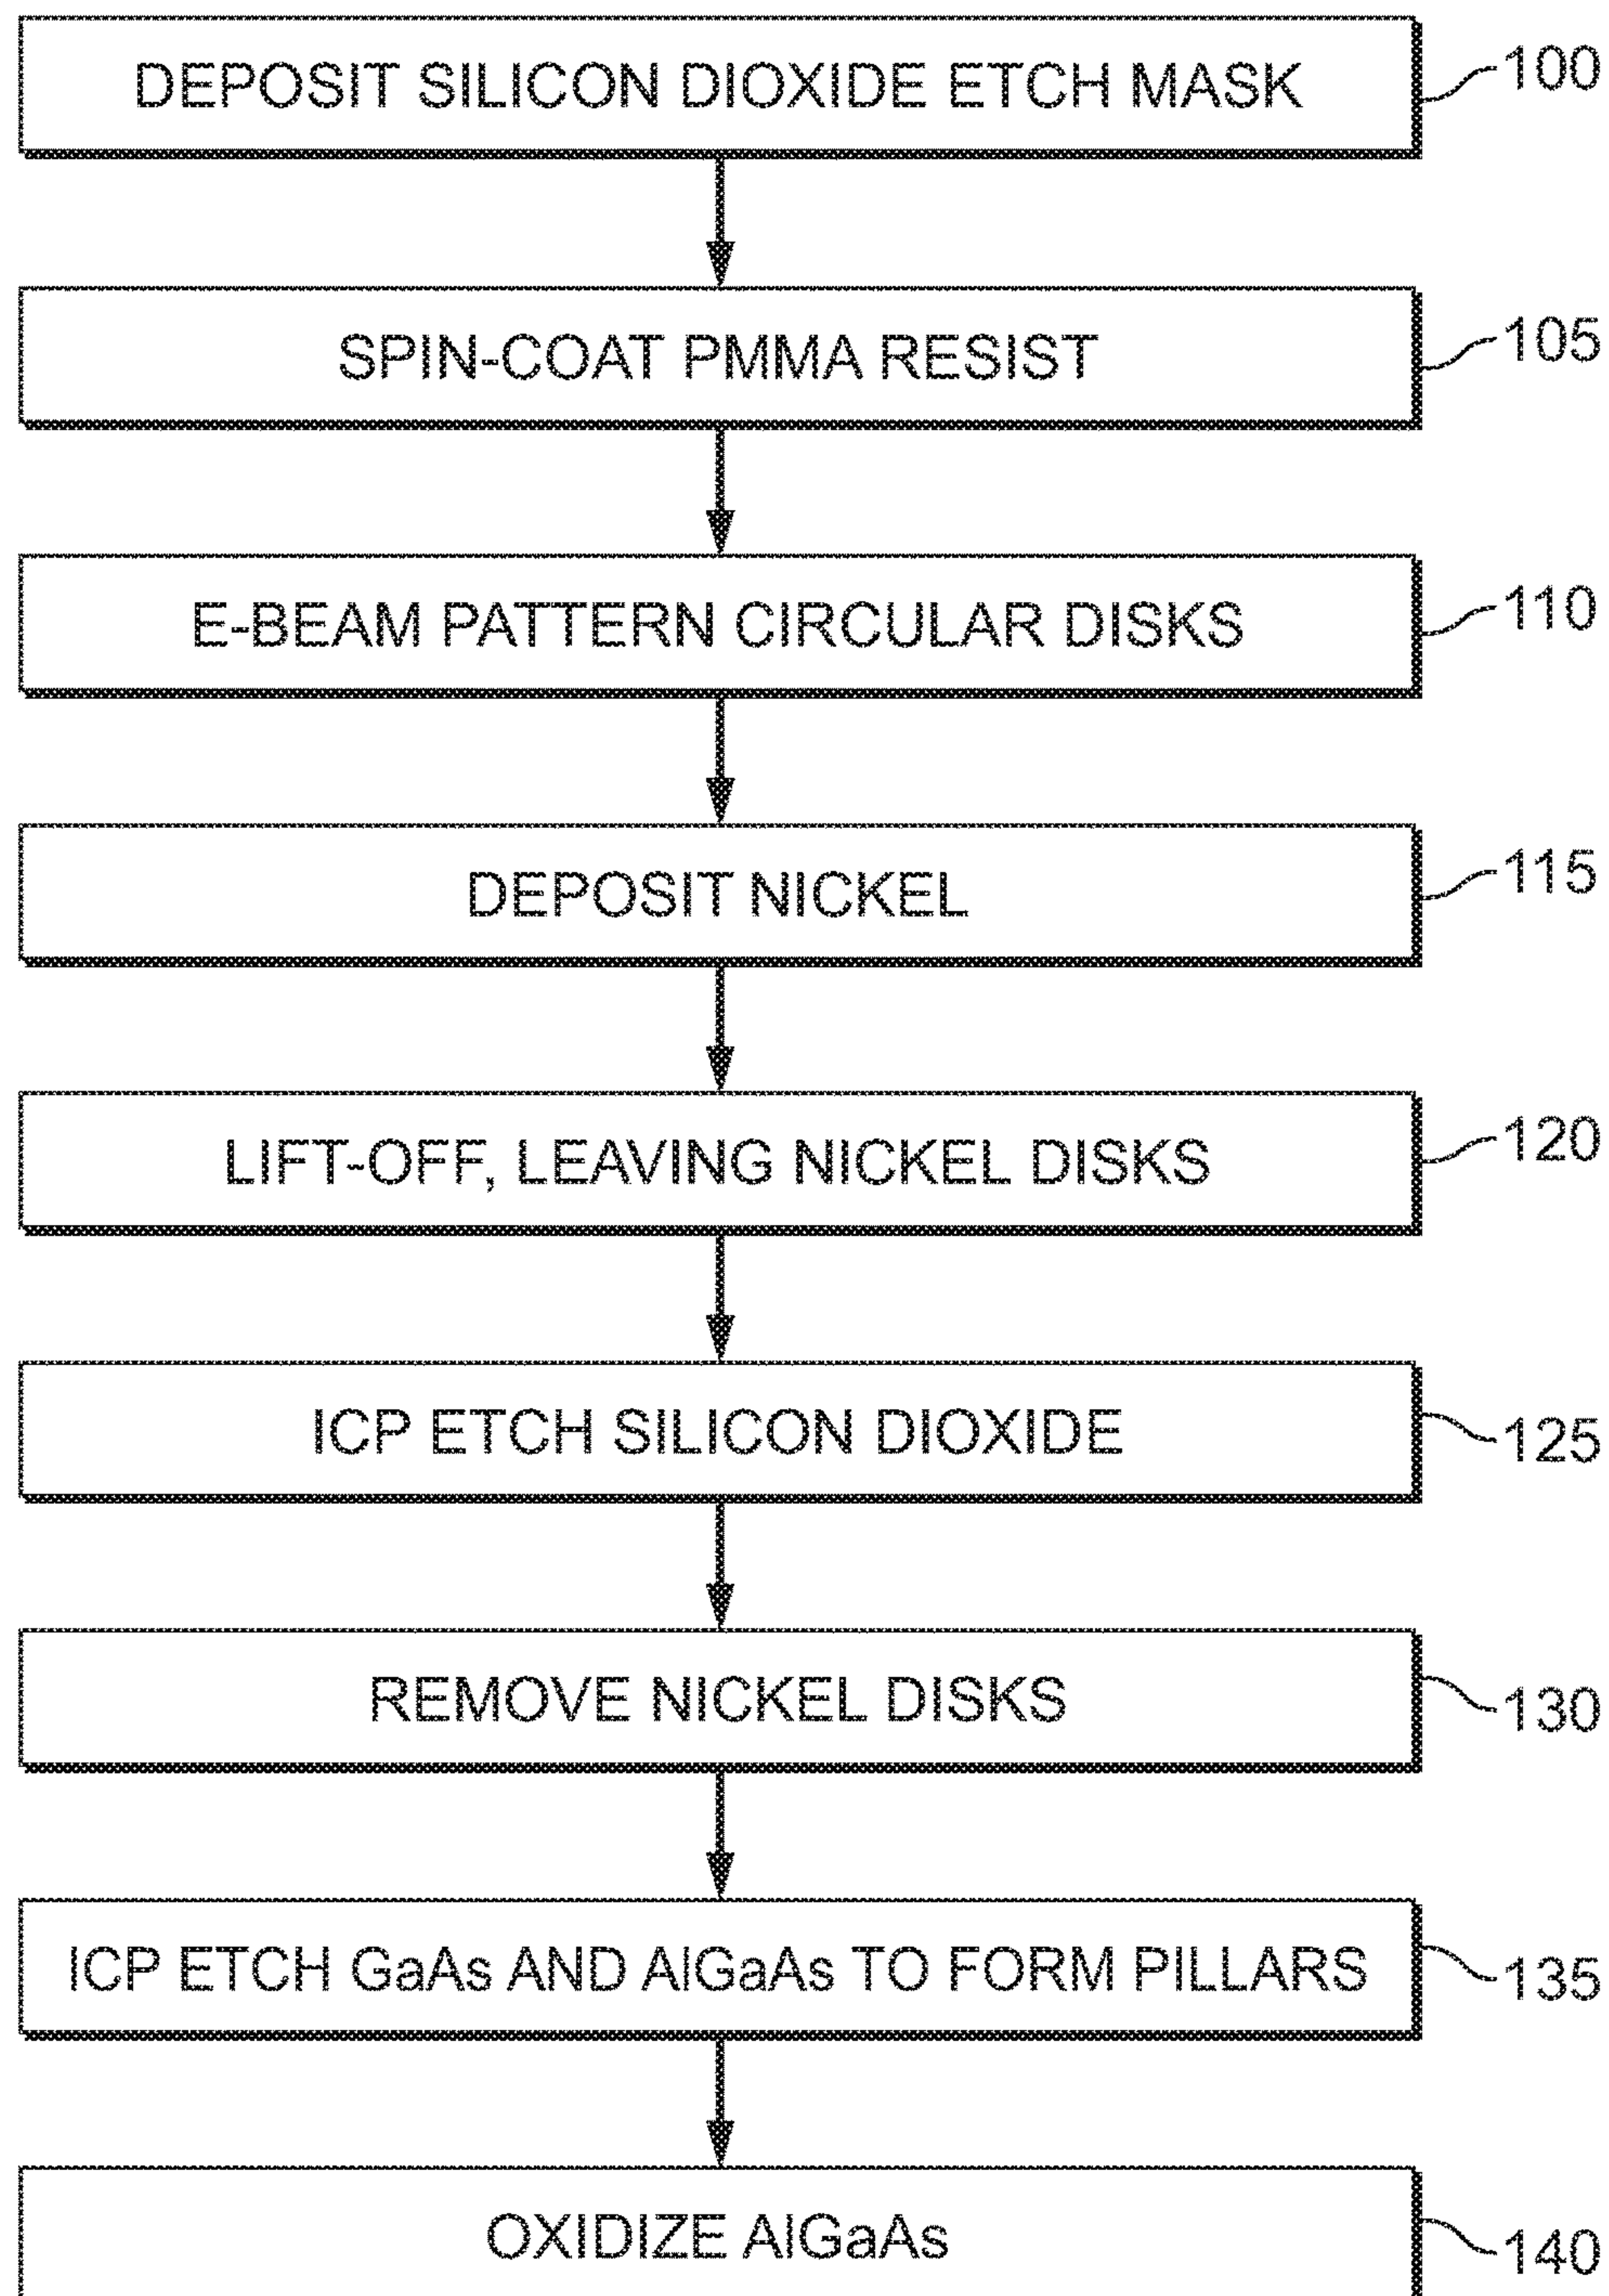 DEPOSIT SILICON DIOXIDE ETCH MASK
100
SPIN-COAT PMMA RESIST
105
E-BEAM PATTERN CIRCULAR DISKS
110
DEPOSIT NICKEL
115
LIFT-OFF, LEAVING NICKEL DISKS
120
ICP ETCH SILICON DIOXIDE
125
REMOVE NICKEL DISKS
130
ICP ETCH GaAs AND AlGaAs TO FORM PILLARS
135
OXIDIZE AlGaAs
140